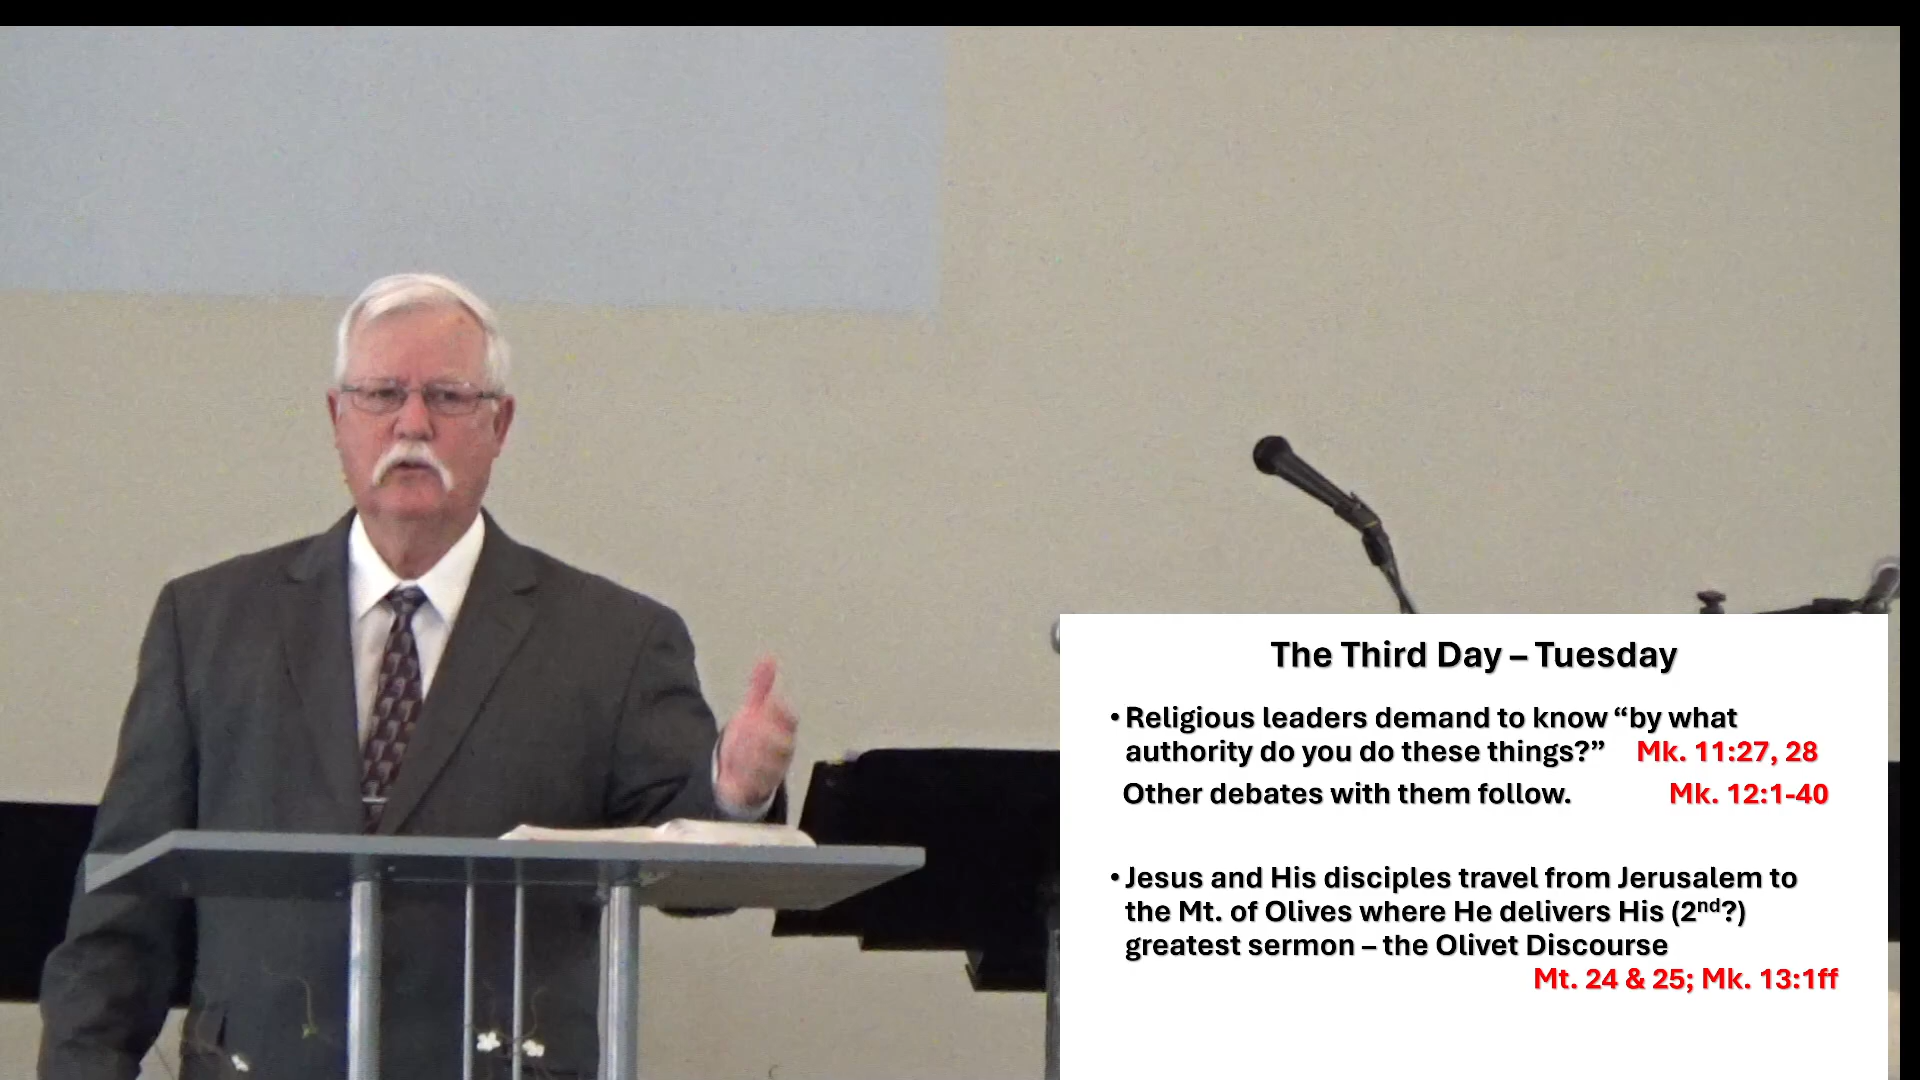 The Third Day – Tuesday
• Religious leaders demand to know “by what
authority do you do these things?” Mk. 11:27, 28
Other debates with them follow. Mk. 12:1-40
• Jesus and His disciples travel from Jerusalem to
the Mt. of Olives where He delivers His (2nd?)
greatest sermon – the Olivet Discourse
Mt. 24 & 25; Mk. 13:1ff